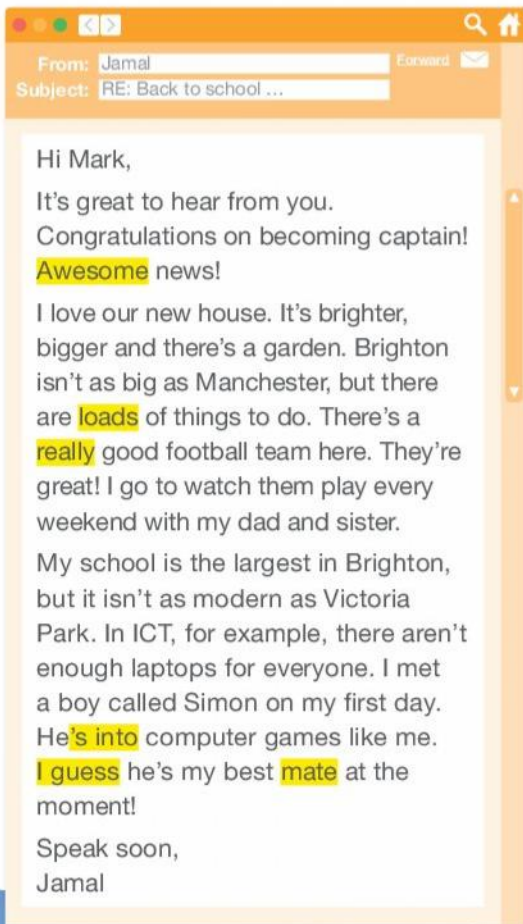 From: Jamal
Forward
Subject: RE: Back to school ...
Hi Mark,
It's great to hear from you.
Congratulations on becoming captain!
Awesome news!
I love our new house. It's brighter,
bigger and there's a garden. Brighton
isn't as big as Manchester, but there
are loads of things to do. There's a
really good football team here. They're
great! I go to watch them play every
weekend with my dad and sister.
My school is the largest in Brighton,
but it isn't as modern as Victoria
Park. In ICT, for example, there aren't
enough laptops for everyone. I met
a boy called Simon on my first day.
He's into computer games like me.
I guess he's my best mate at the
moment!
Speak soon,
Jamal